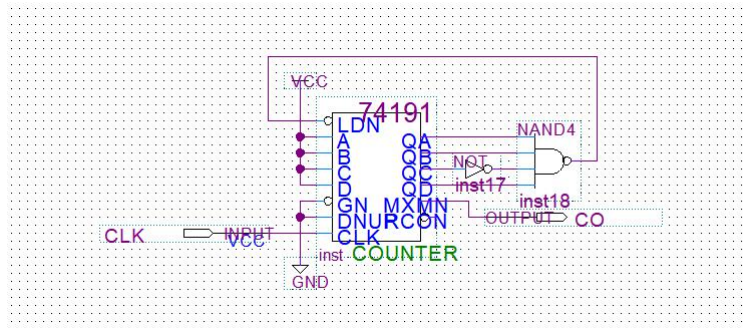 VCC
74191
LDN
A QA
B QB
C QC
D QD
GN MXMN
DNUP RCON
CLK
NAND4
NOT
inst17
inst18
OUTPUT CO
CLK INPUT
VCC
inst COUNTER
GND